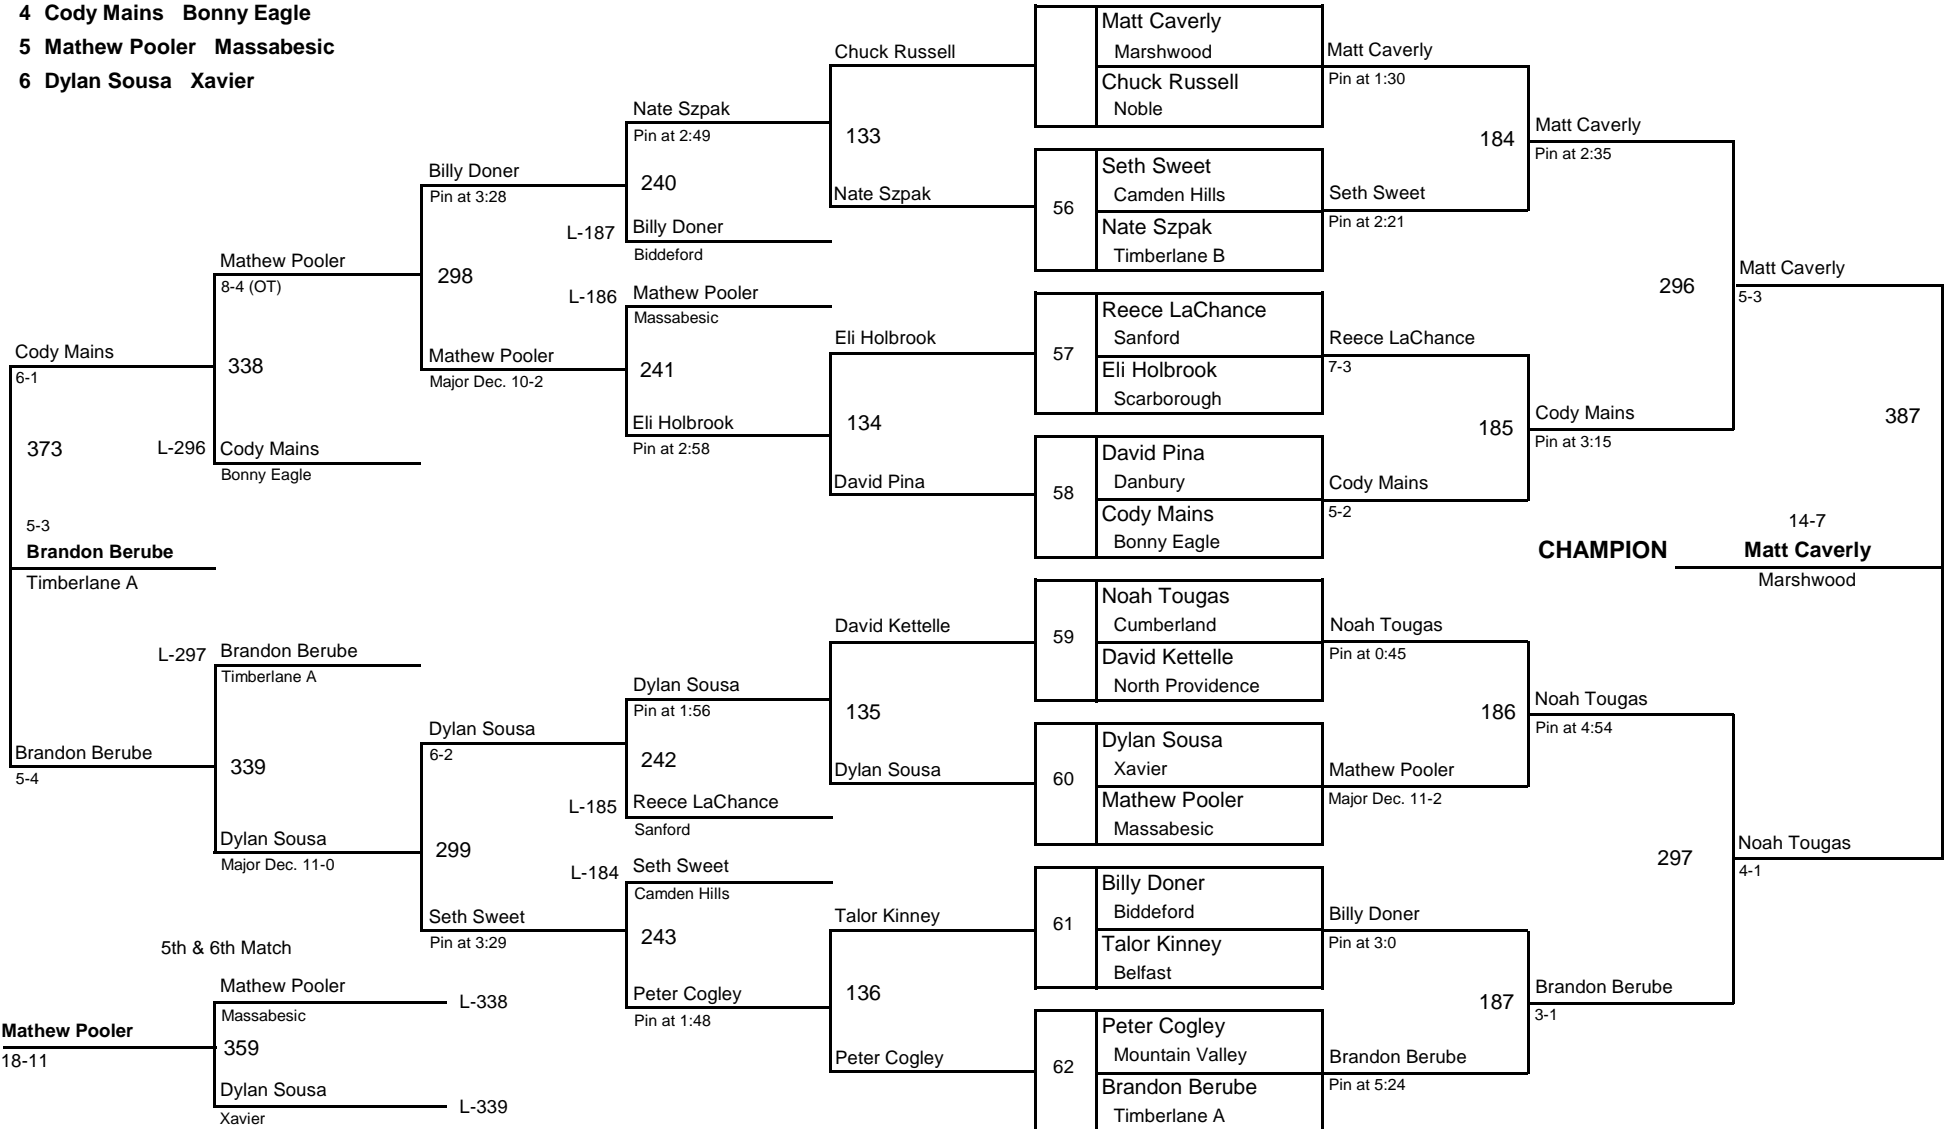 4 Cody Mains Bonny Eagle
5 Mathew Pooler Massabesic
6 Dylan Sousa Xavier
Cody Mains
6-1
373
5-3
Brandon Berube
Timberlane A
Brandon Berube
5-4
Mathew Pooler
8-4 (OT)
338
L-296 Cody Mains
Bonny Eagle
L-297 Brandon Berube
Timberlane A
339
Dylan Sousa
Major Dec. 11-0
5th & 6th Match
Mathew Pooler
L-338
Massabesic
Mathew Pooler
18-11
359
Dylan Sousa
L-339
Xavier
Billy Doner
Pin at 3:28
298
Mathew Pooler
Major Dec. 10-2
Dylan Sousa
6-2
299
Seth Sweet
Pin at 3:29
Nate Szpak
Pin at 2:49
240
L-187 Billy Doner
Biddeford
L-186 Mathew Pooler
Massabesic
241
Eli Holbrook
Pin at 2:58
Dylan Sousa
Pin at 1:56
242
L-185 Reece LaChance
Sanford
L-184 Seth Sweet
Camden Hills
243
Peter Cogley
Pin at 1:48
Chuck Russell
133
Nate Szpak
Eli Holbrook
134
David Pina
David Kettelle
135
Dylan Sousa
Talor Kinney
136
Peter Cogley
Matt Caverly
Marshwood
Chuck Russell
Noble
56
Seth Sweet
Camden Hills
Nate Szpak
Timberlane B
57
Reece LaChance
Sanford
Eli Holbrook
Scarborough
58
David Pina
Danbury
Cody Mains
Bonny Eagle
59
Noah Tougas
Cumberland
David Kettelle
North Providence
60
Dylan Sousa
Xavier
Mathew Pooler
Massabesic
61
Billy Doner
Biddeford
Talor Kinney
Belfast
62
Peter Cogley
Mountain Valley
Brandon Berube
Timberlane A
Matt Caverly
Pin at 1:30
184
Seth Sweet
Pin at 2:21
Reece LaChance
7-3
185
Cody Mains
5-2
Noah Tougas
Pin at 0:45
186
Mathew Pooler
Major Dec. 11-2
Billy Doner
Pin at 3:0
187
Brandon Berube
Pin at 5:24
Matt Caverly
Pin at 2:35
296
Cody Mains
Pin at 3:15
Noah Tougas
Pin at 4:54
297
Brandon Berube
3-1
Matt Caverly
5-3
387
14-7
CHAMPION Matt Caverly
Marshwood
Noah Tougas
4-1